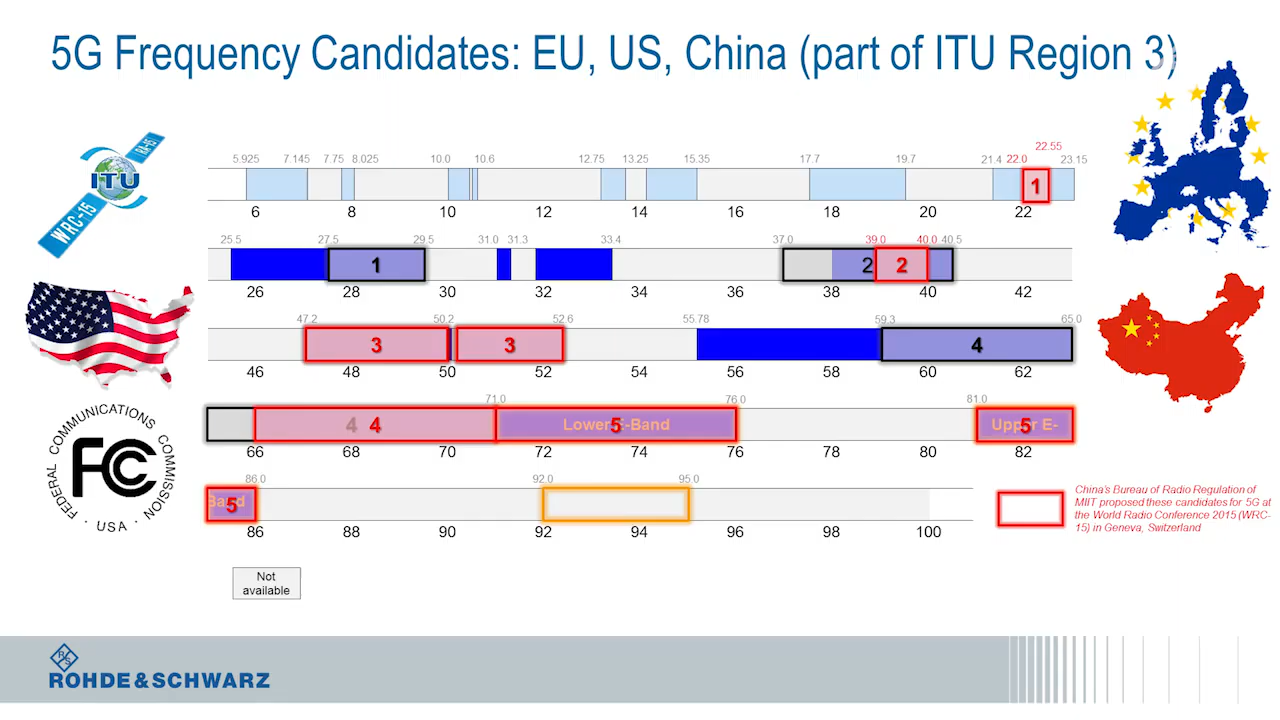 5G Frequency Candidates: EU, US, China (part of ITU Region 3)
22.55
5.925 7.145 7.75 8.025 10.0 10.6 12.75 13.25 15.35 17.7 19.7 21.4 22.0 23.15
1
6 8 10 12 14 16 18 20 22
25.5 27.5 29.5 31.0 31.3 33.4 37.0 39.0 40.0 40.5
1 2 2
26 28 30 32 34 36 38 40 42
47.2 50.2 52.6 55.78 59.3 65.0
3 3 4
46 48 50 52 54 56 58 60 62
71.0 76.0 81.0
4 4 Lower E-Band 5 Upper E- 5
66 68 70 72 74 76 78 80 82
86.0 92.0 95.0
Band 5
86 88 90 92 94 96 98 100
ITU
WRC-15
FEDERAL COMMUNICATIONS COMMISSION
FCC
· USA ·
China's Bureau of Radio Regulation of
MIIT proposed these candidates for 5G at
the World Radio Conference 2015 (WRC-
15) in Geneva, Switzerland
Not
available
R S
ROHDE & SCHWARZ